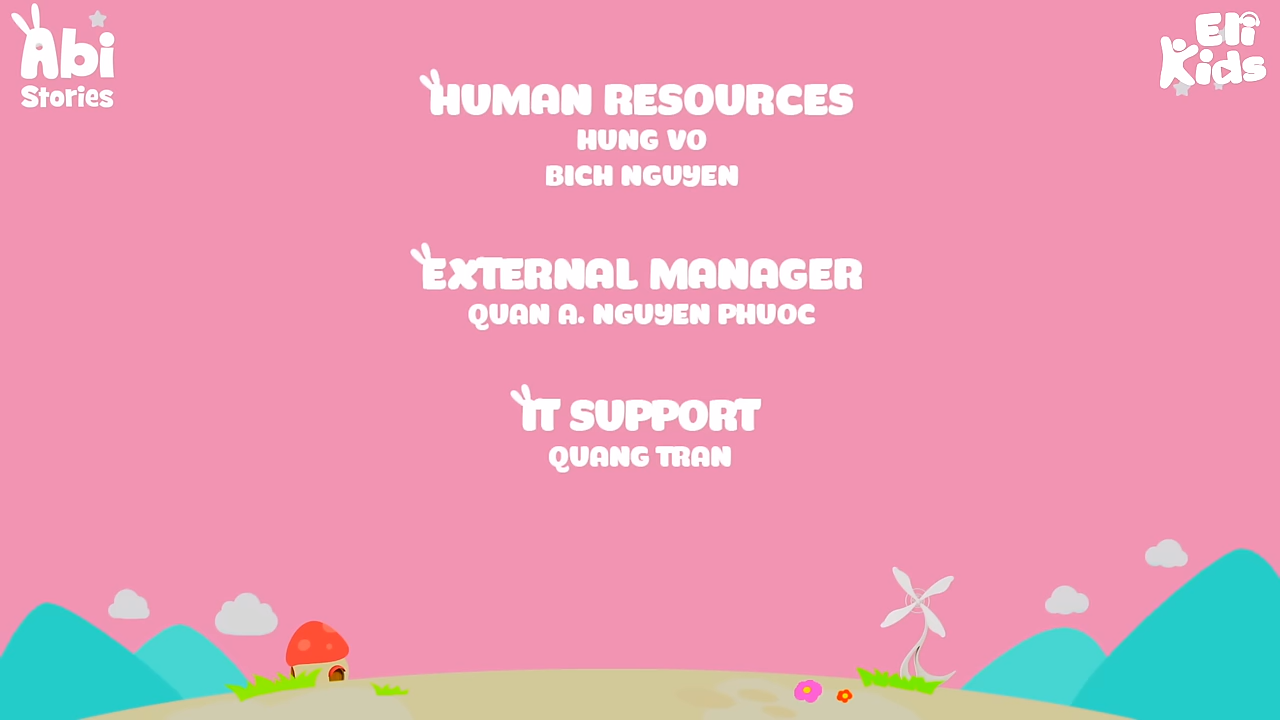 Abi
Stories
Eli
Kids
HUMAN RESOURCES
HUNG VO
BICH NGUYEN
EXTERNAL MANAGER
QUAN A. NGUYEN PHUOC
IT SUPPORT
QUANG TRAN